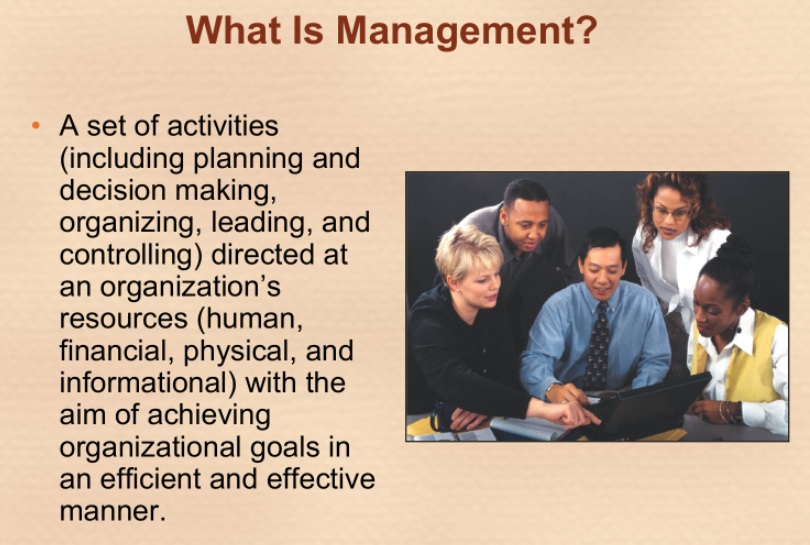 What Is Management?
• A set of activities
(including planning and
decision making,
organizing, leading, and
controlling) directed at
an organization’s
resources (human,
financial, physical, and
informational) with the
aim of achieving
organizational goals in
an efficient and effective
manner.